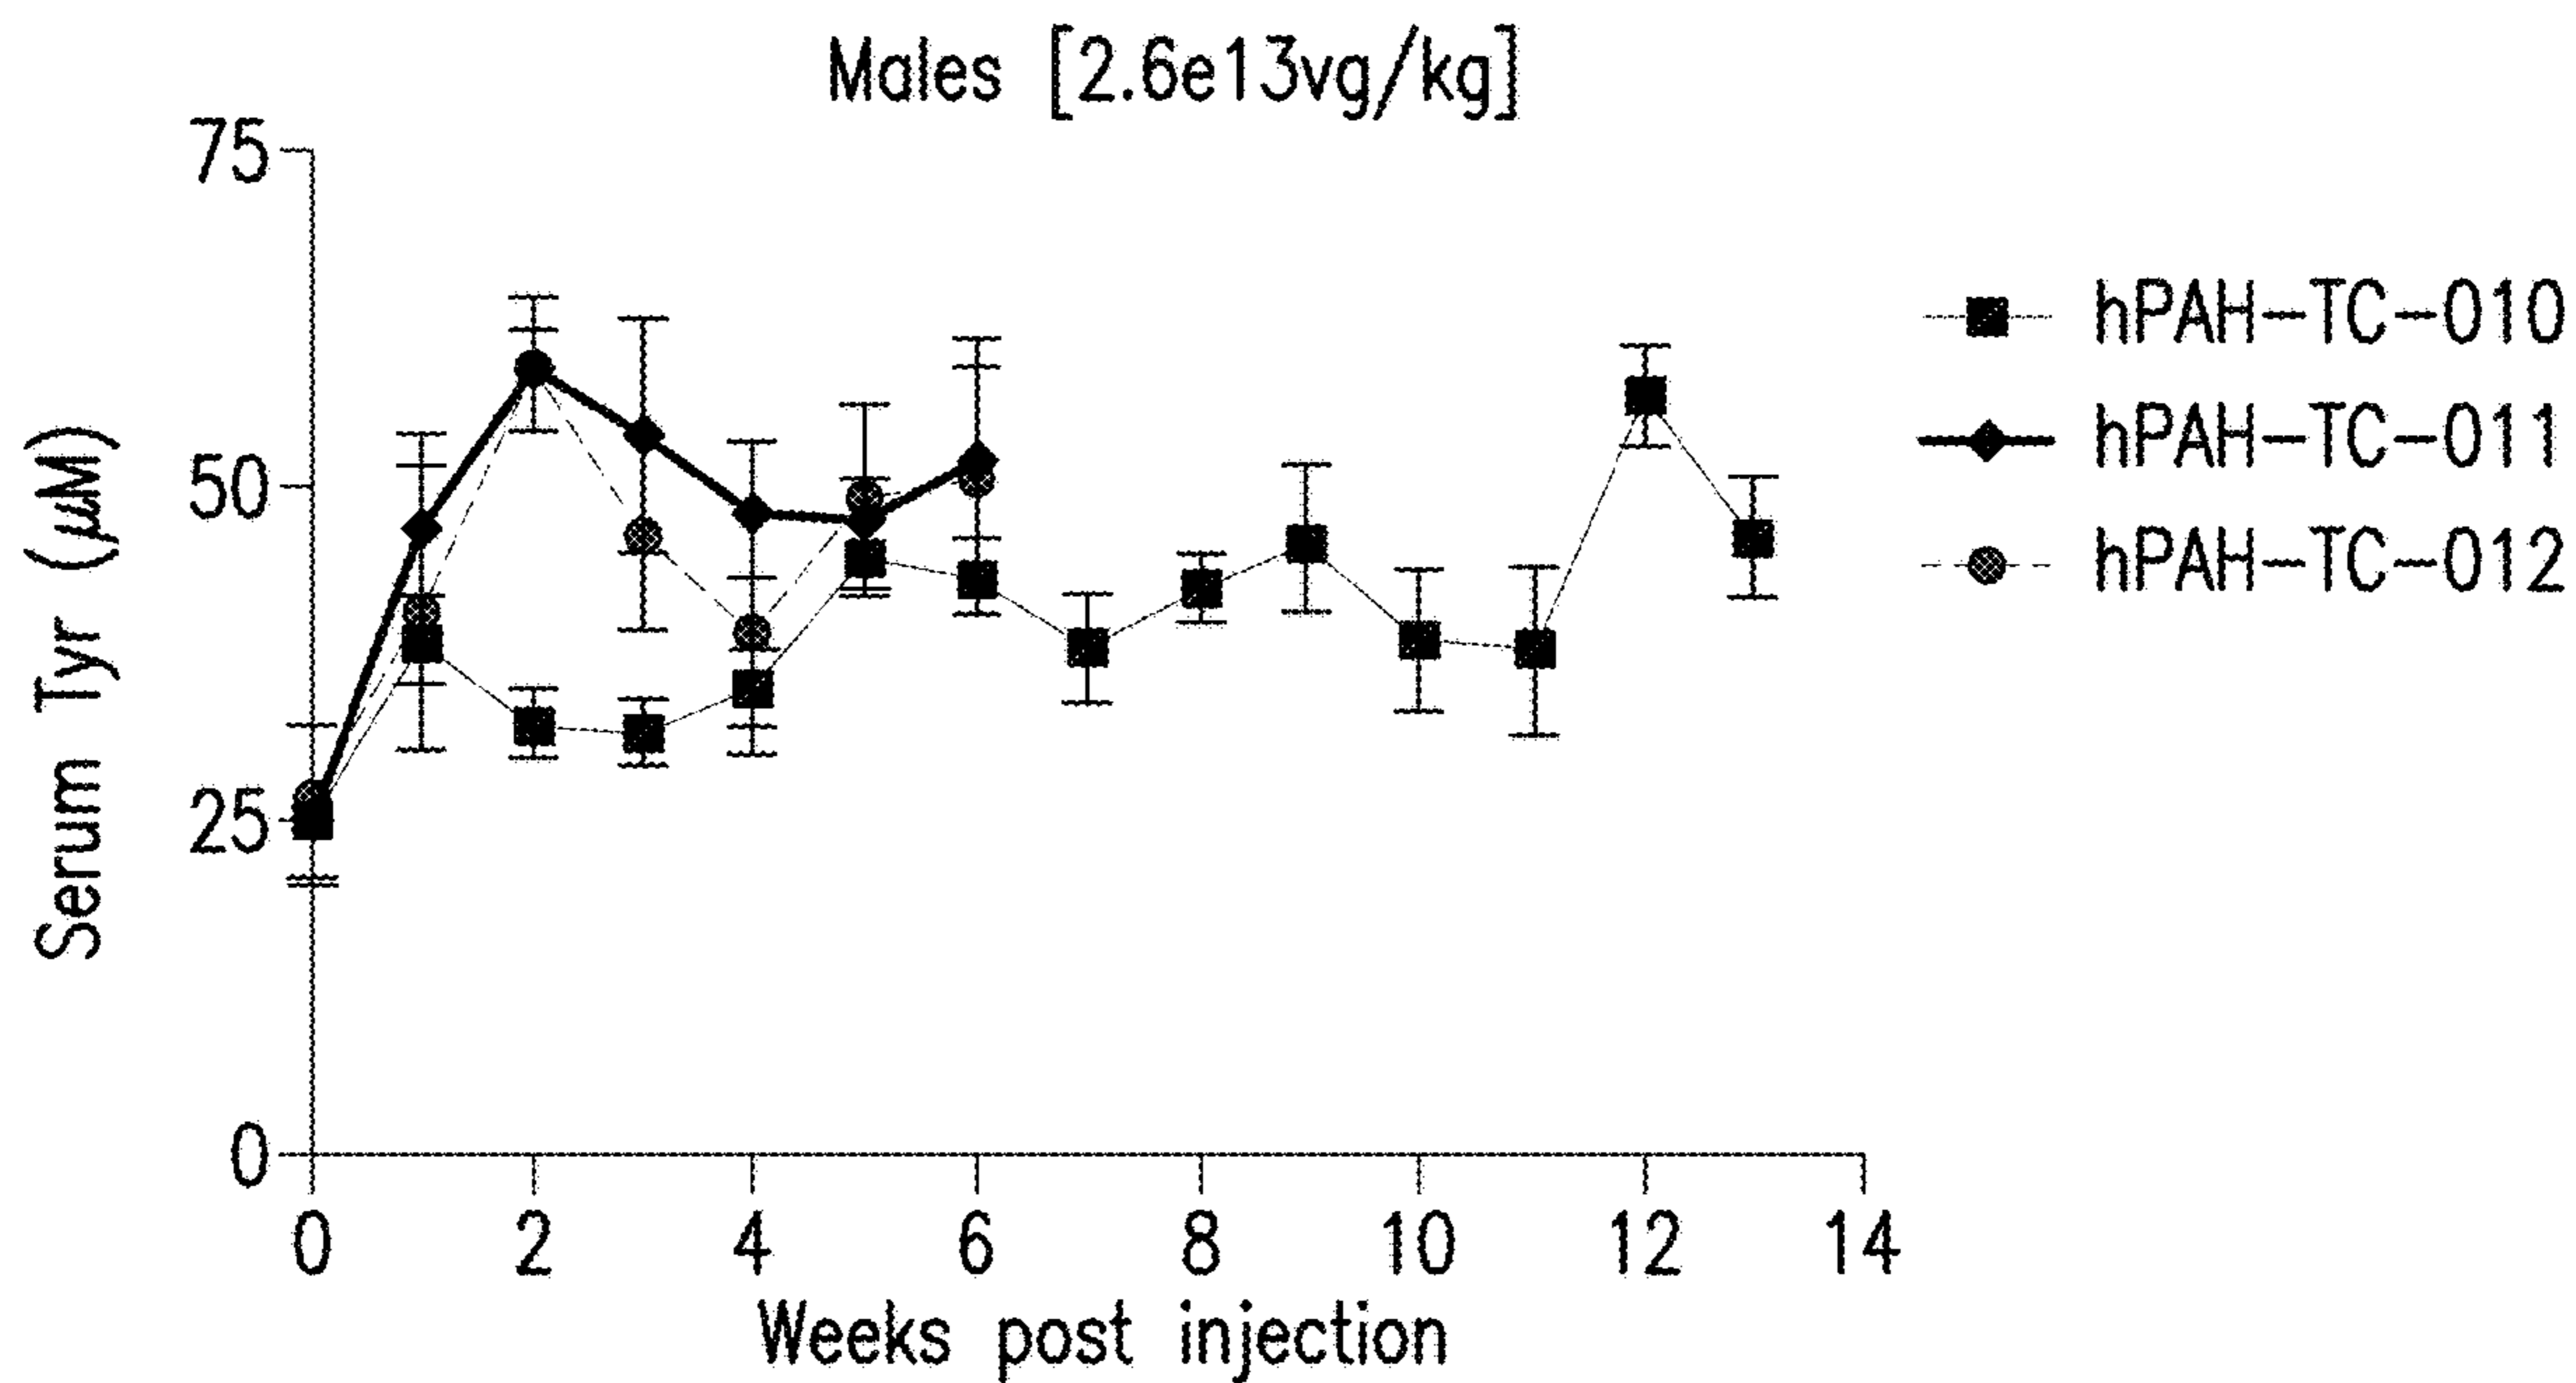 Males [2.6e13vg/kg]
75
50
25
0
Serum Tyr (µM)
0 2 4 6 8 10 12 14
Weeks post injection
hPAH-TC-010
hPAH-TC-011
hPAH-TC-012